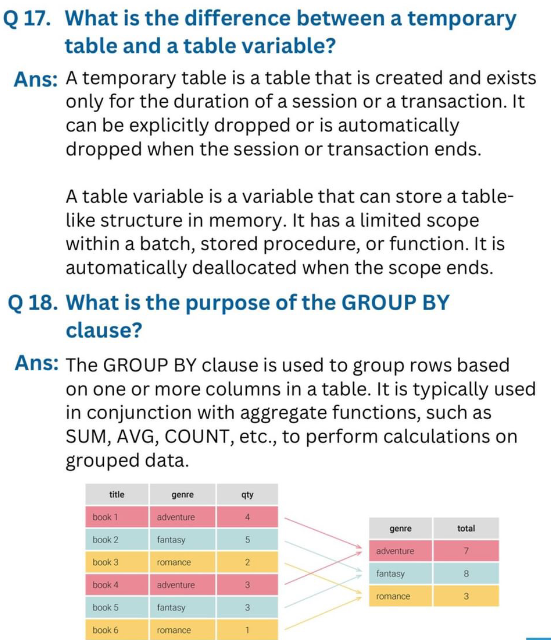 Q 17. What is the difference between a temporary
table and a table variable?
Ans: A temporary table is a table that is created and exists
only for the duration of a session or a transaction. It
can be explicitly dropped or is automatically
dropped when the session or transaction ends.
A table variable is a variable that can store a table-
like structure in memory. It has a limited scope
within a batch, stored procedure, or function. It is
automatically deallocated when the scope ends.
Q 18. What is the purpose of the GROUP BY
clause?
Ans: The GROUP BY clause is used to group rows based
on one or more columns in a table. It is typically used
in conjunction with aggregate functions, such as
SUM, AVG, COUNT, etc., to perform calculations on
grouped data.
title genre qty
book 1 adventure 4
book 2 fantasy 5
book 3 romance 2
book 4 adventure 3
book 5 fantasy 3
book 6 romance 1
genre total
adventure 7
fantasy 8
romance 3